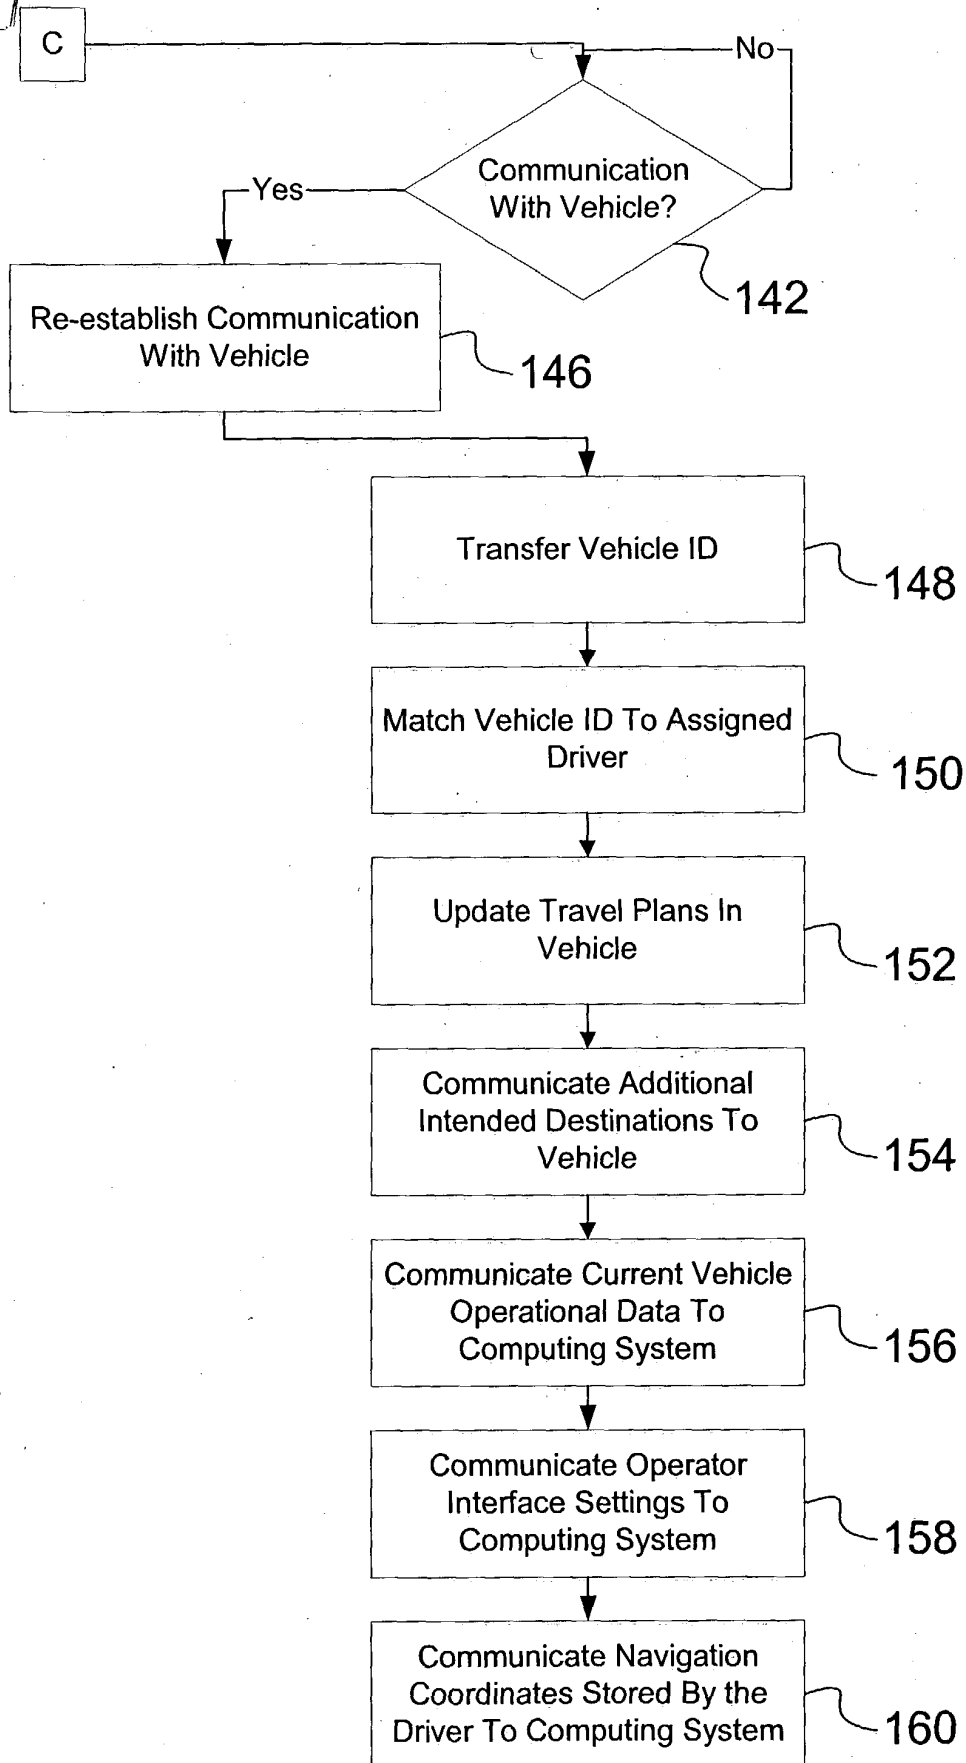 C
No
Communication
With Vehicle?
Yes
142
Re-establish Communication
With Vehicle
146
Transfer Vehicle ID
148
Match Vehicle ID To Assigned
Driver
150
Update Travel Plans In
Vehicle
152
Communicate Additional
Intended Destinations To
Vehicle
154
Communicate Current Vehicle
Operational Data To
Computing System
156
Communicate Operator
Interface Settings To
Computing System
158
Communicate Navigation
Coordinates Stored By the
Driver To Computing System
160